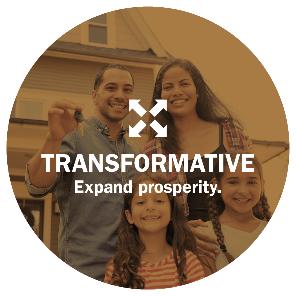 TRANSFORMATIVE
Expand prosperity.